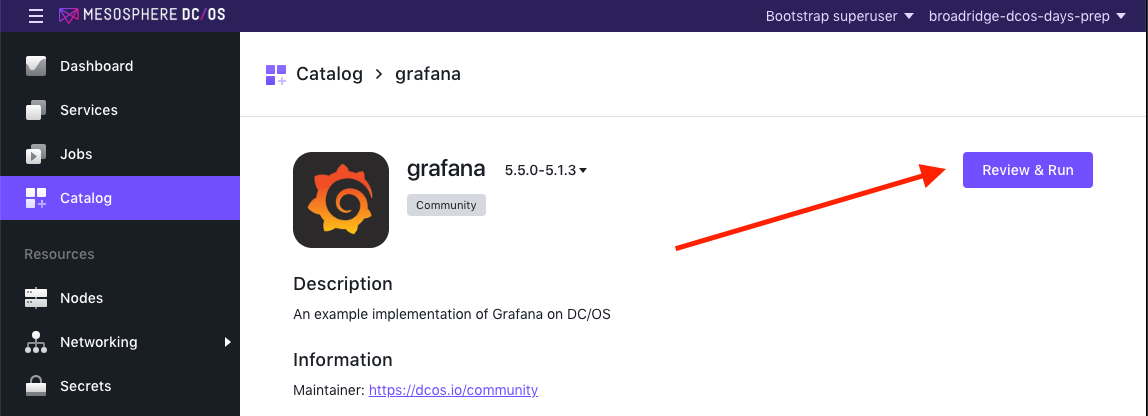 MESOSPHERE DC/OS
Bootstrap superuser
broadridge-dcos-days-prep
Dashboard
Services
Jobs
Catalog
Resources
Nodes
Networking
Secrets
Catalog > grafana
grafana 5.5.0-5.1.3
Community
Review & Run
Description
An example implementation of Grafana on DC/OS
Information
Maintainer: https://dcos.io/community